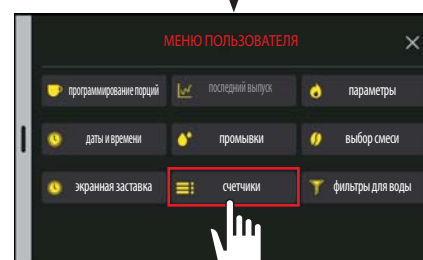 МЕНЮ ПОЛЬЗОВАТЕЛЯ
программирование порций
последний выпуск
параметры
даты и времени
промывки
выбор смеси
экранная заставка
счетчики
фильтры для воды